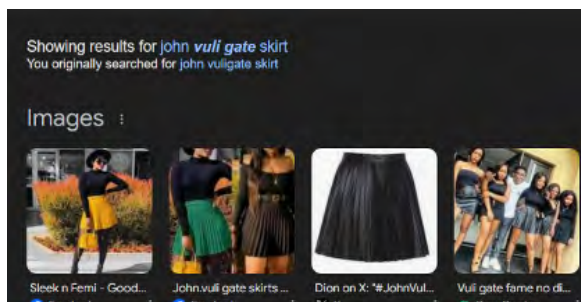 Showing results for john vuli gate skirt
You originally searched for john vuligate skirt
Images
Sleek n Femi - Good...
John.vuli gate skirts ...
Dion on X: "#JohnVul...
Vuli gate fame no di...